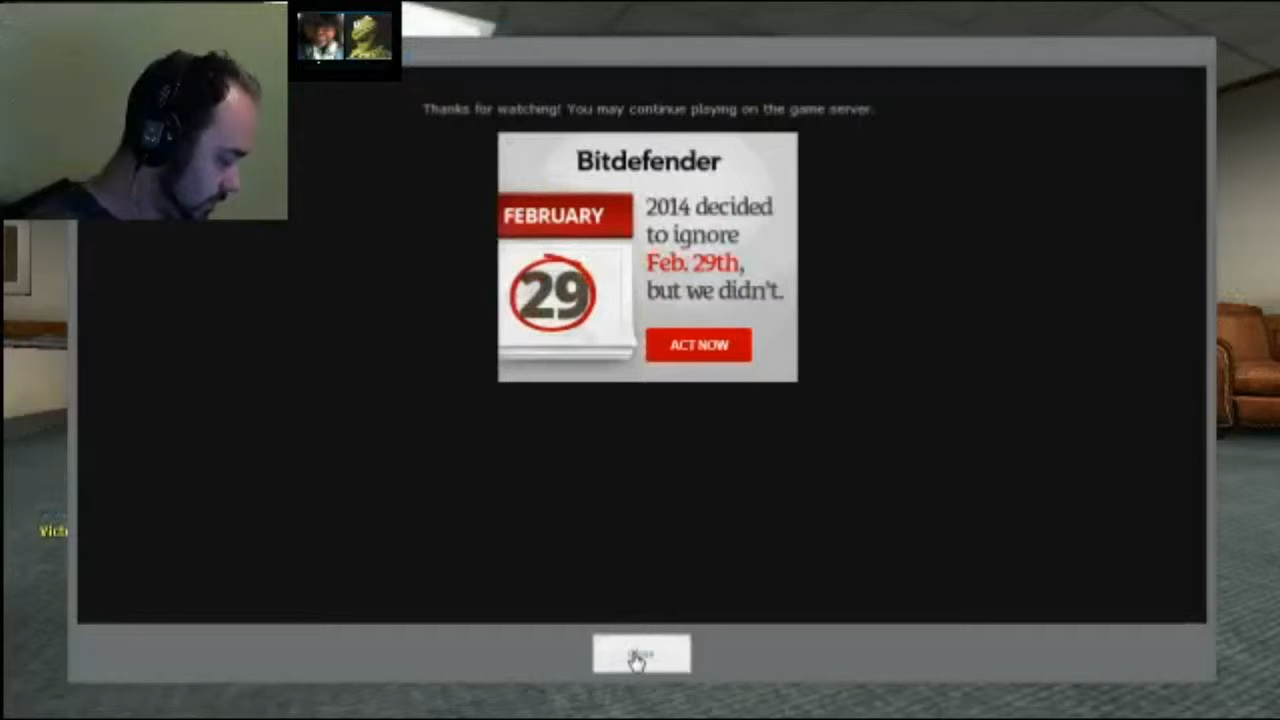 Thanks for watching! You may continue playing on the game server.
Bitdefender
FEBRUARY
29
2014 decided
to ignore
Feb. 29th,
but we didn't.
ACT NOW